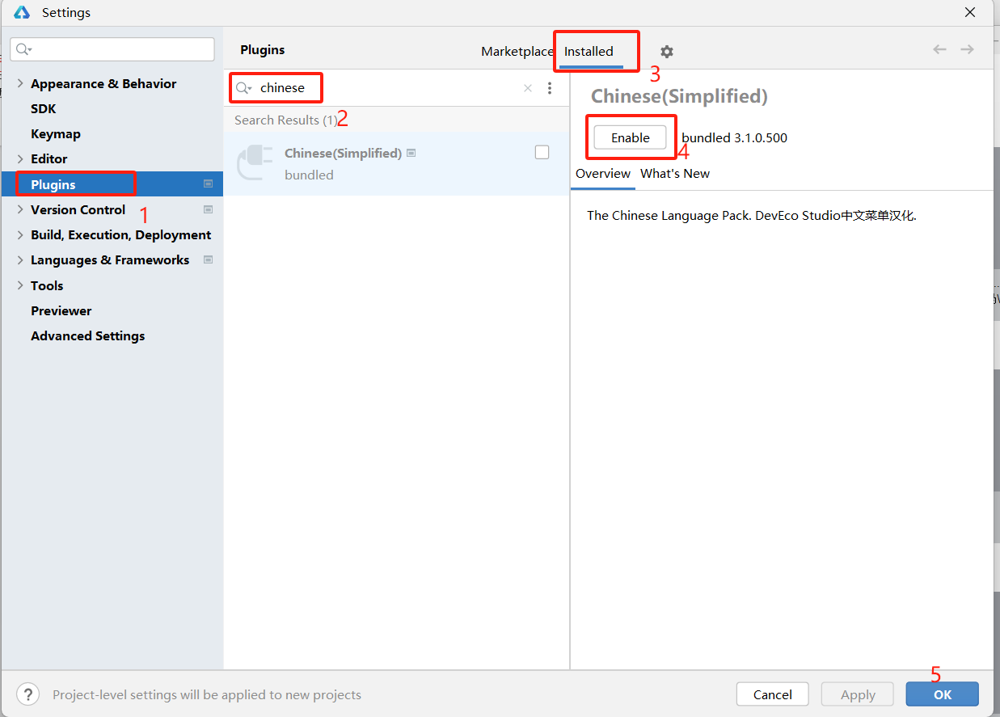 Settings
Plugins
Marketplace
Installed
3
chinese
Search Results (1)
2
Chinese(Simplified)
bundled
Appearance & Behavior
SDK
Keymap
Editor
Plugins
1
Version Control
Build, Execution, Deployment
Languages & Frameworks
Tools
Previewer
Advanced Settings
Chinese(Simplified)
Enable
bundled 3.1.0.500
4
Overview
What's New
The Chinese Language Pack. DevEco Studio中文菜单汉化.
?
Project-level settings will be applied to new projects
Cancel
Apply
5
OK